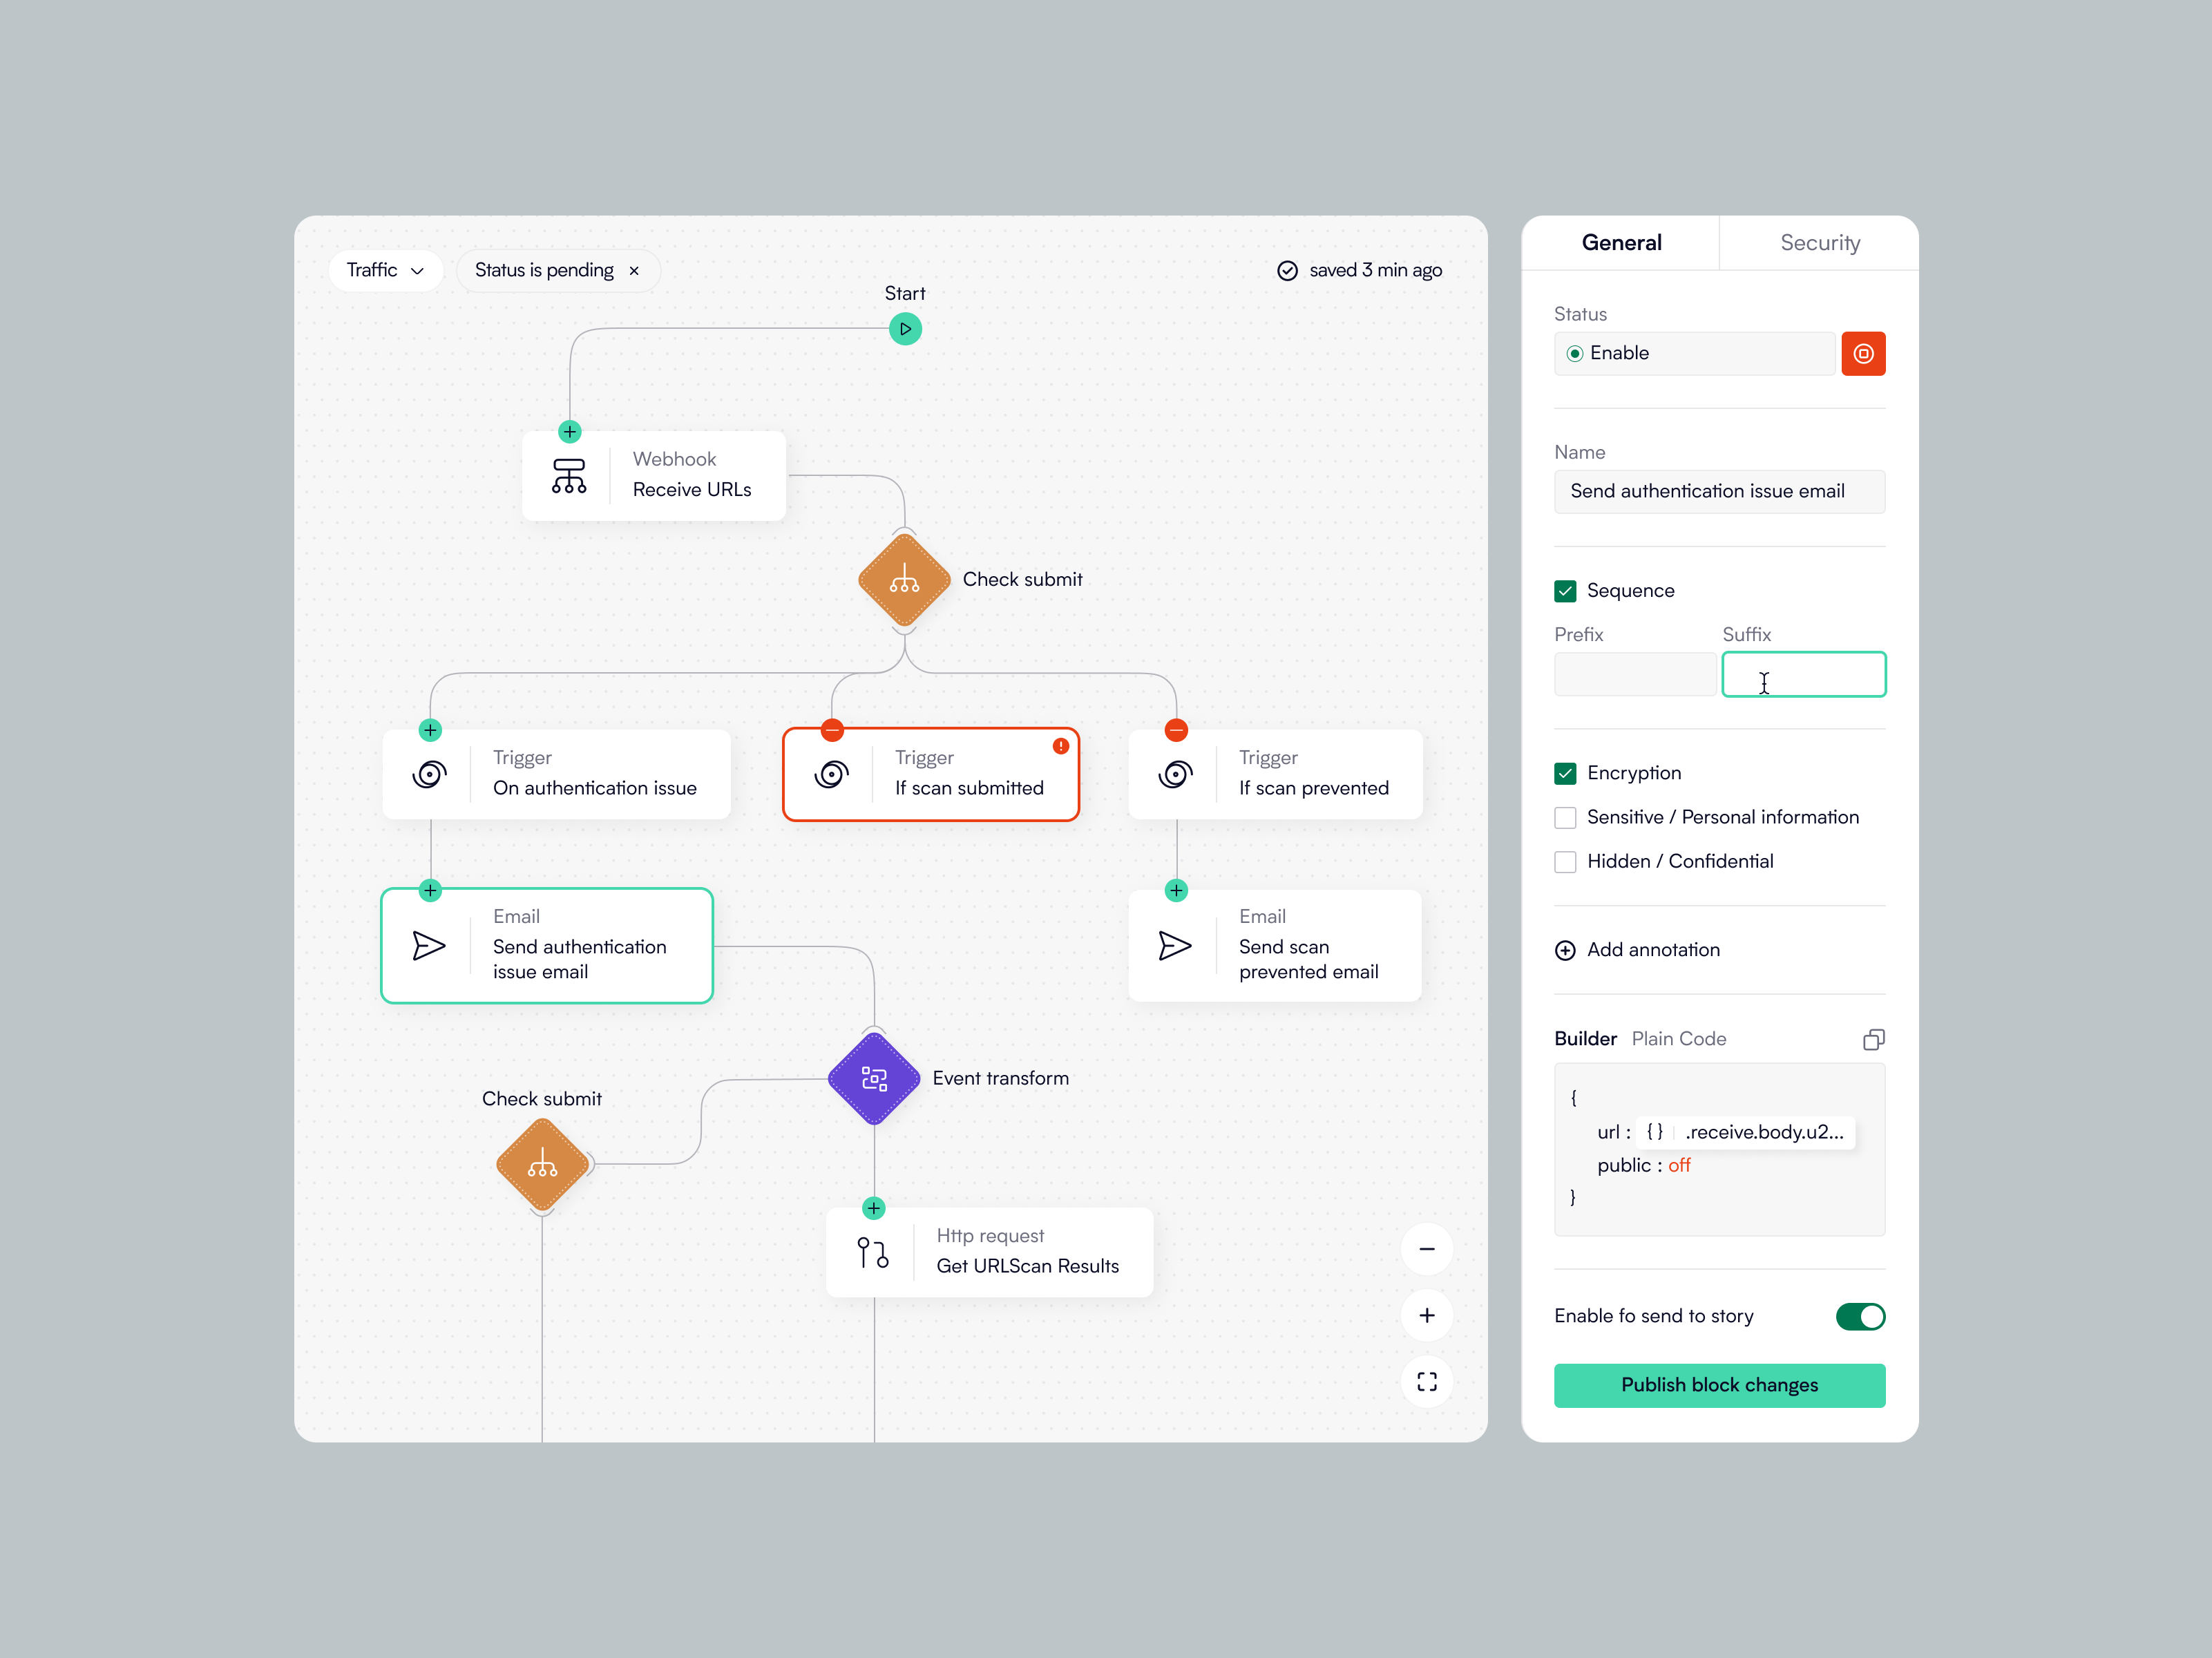 Traffic
Status is pending
saved 3 min ago
Start
Webhook
Receive URLs
Check submit
Trigger
On authentication issue
Trigger
If scan submitted
Trigger
If scan prevented
Email
Send authentication
issue email
Email
Send scan
prevented email
Event transform
Check submit
Http request
Get URLScan Results
General
Security
Status
Enable
Name
Send authentication issue email
Sequence
Prefix
Suffix
Encryption
Sensitive / Personal information
Hidden / Confidential
Add annotation
Builder
Plain Code
{
url : {} .receive.body.u2...
public : off
}
Enable fo send to story
Publish block changes